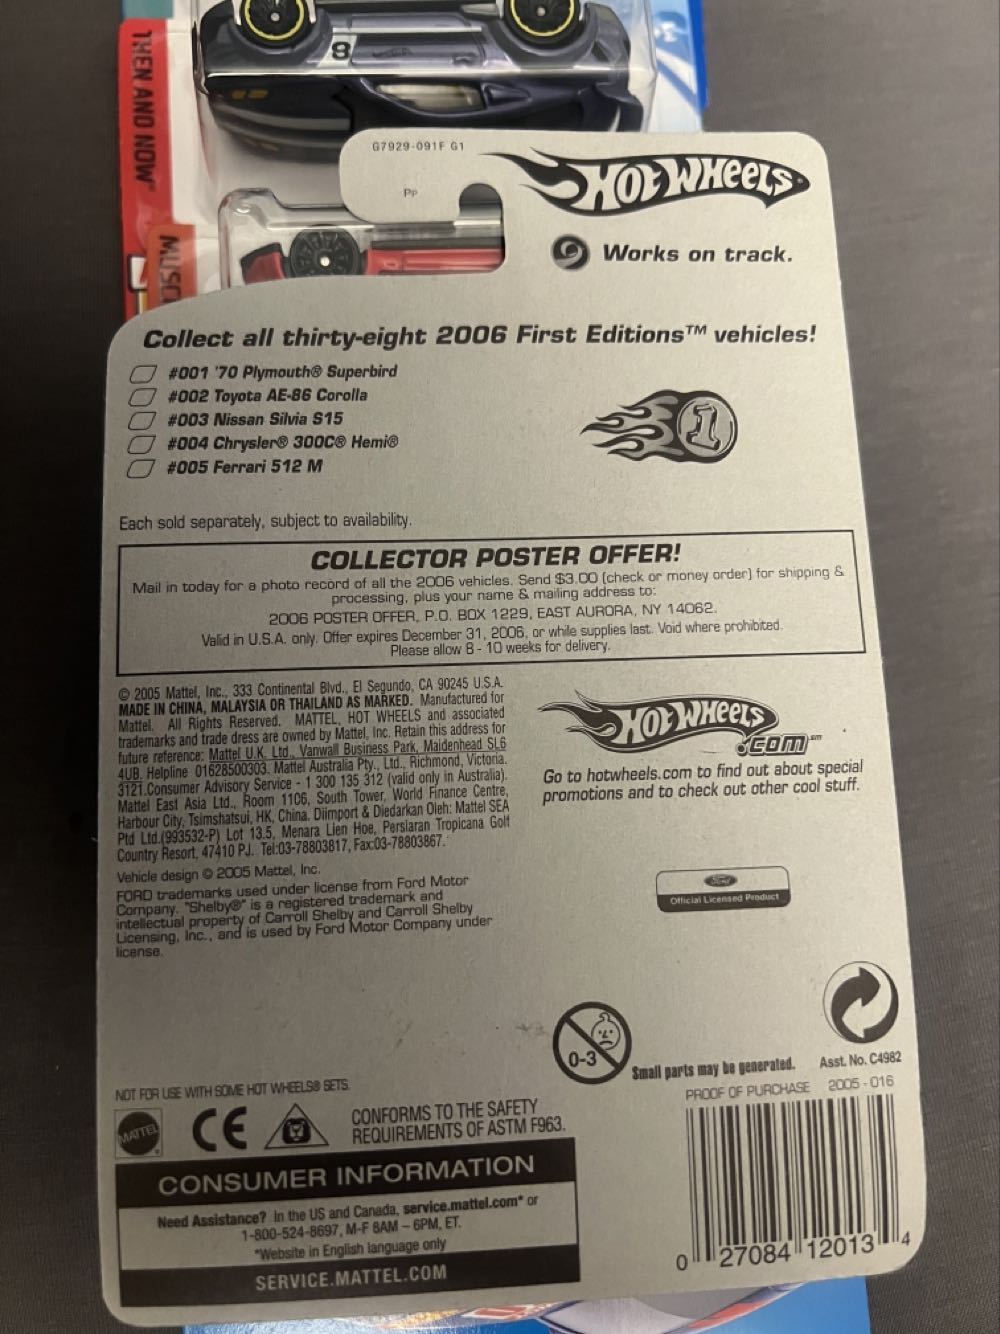 THEN AND NOW™
8
MUSC
G7929-091F G1
Pp
HOT WHEELS®
Works on track.
Collect all thirty-eight 2006 First Editions™ vehicles!
#001 '70 Plymouth® Superbird
#002 Toyota AE-86 Corolla
#003 Nissan Silvia S15
#004 Chrysler® 300C® Hemi®
#005 Ferrari 512 M
1
Each sold separately, subject to availability.
COLLECTOR POSTER OFFER!
Mail in today for a photo record of all the 2006 vehicles. Send $3.00 (check or money order) for shipping &
processing, plus your name & mailing address to:
2006 POSTER OFFER, P.O. BOX 1229, EAST AURORA, NY 14062.
Valid in U.S.A. only. Offer expires December 31, 2006, or while supplies last. Void where prohibited.
Please allow 8 - 10 weeks for delivery.
© 2005 Mattel, Inc., 333 Continental Blvd., El Segundo, CA 90245 U.S.A.
MADE IN CHINA, MALAYSIA OR THAILAND AS MARKED. Manufactured for
Mattel. All Rights Reserved. MATTEL, HOT WHEELS and associated
trademarks and trade dress are owned by Mattel, Inc. Retain this address for
future reference: Mattel U.K. Ltd., Vanwall Business Park, Maidenhead SL6
4UB. Helpline 01628500303. Mattel Australia Pty., Ltd., Richmond, Victoria.
3121.Consumer Advisory Service - 1 300 135 312 (valid only in Australia).
Mattel East Asia Ltd., Room 1106, South Tower, World Finance Centre,
Harbour City, Tsimshatsui, HK, China. Diimport & Diedarkan Oleh: Mattel SEA
Ptd Ltd.(993532-P) Lot 13.5, Menara Lien Hoe, Persiaran Tropicana Golf
Country Resort, 47410 PJ. Tel:03-78803817, Fax:03-78803867.
Vehicle design © 2005 Mattel, Inc.
FORD trademarks used under license from Ford Motor
Company. "Shelby®" is a registered trademark and
intellectual property of Carroll Shelby and Carroll Shelby
Licensing, Inc., and is used by Ford Motor Company under
license.
HOT WHEELS
.COM℠
Go to hotwheels.com to find out about special
promotions and to check out other cool stuff.
Ford
Official Licensed Product
0-3
Small parts may be generated.
Asst. No. C4982
NOT FOR USE WITH SOME HOT WHEELS® SETS.
MATTEL®
CE
CONFORMS TO THE SAFETY
REQUIREMENTS OF ASTM F963.
PROOF OF PURCHASE 2005 - 016
CONSUMER INFORMATION
Need Assistance? In the US and Canada, service.mattel.com* or
1-800-524-8697, M-F 8AM – 6PM, ET.
*Website in English language only
SERVICE.MATTEL.COM
0 27084 12013 4